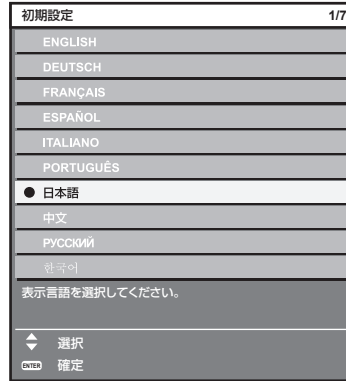 初期設定 1/7
ENGLISH
DEUTSCH
FRANÇAIS
ESPAÑOL
ITALIANO
PORTUGUÊS
日本語
中文
РУССКИЙ
한국어
表示言語を選択してください。
選択
ENTER 確定